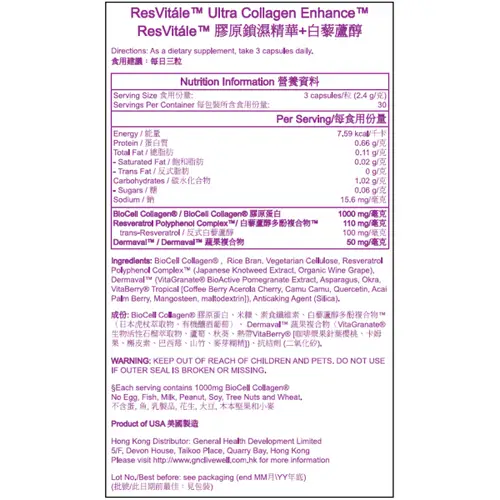 ResVitále™ Ultra Collagen Enhance™
ResVitále™ 膠原鎖濕精華+白藜蘆醇
Directions: As a dietary supplement, take 3 capsules daily.
食用建議：每日三粒
Nutrition Information 營養資料
Serving Size 食用份量: 3 capsules/粒 (2.4 g/克)
Servings Per Container 每包裝所含食用份量: 30
Per Serving/每食用份量
Energy / 能量 7.59 kcal/千卡
Protein / 蛋白質 0.66 g/克
Total Fat / 總脂肪 0.11 g/克
- Saturated Fat / 飽和脂肪 0.02 g/克
- Trans Fat / 反式脂肪 0 g/克
Carbohydrates / 碳水化合物 1.02 g/克
- Sugars / 糖 0.06 g/克
Sodium / 鈉 15.6 mg/毫克
BioCell Collagen® / BioCell Collagen® 膠原蛋白 1000 mg/毫克
Resveratrol Polyphenol Complex™/ 白藜蘆醇多酚複合物™ 110 mg/毫克
trans-Resveratrol / 反式白藜蘆醇 100 mg/毫克
Dermaval™ / Dermaval™ 蔬果複合物 50 mg/毫克
Ingredients: BioCell Collagen® , Rice Bran, Vegetarian Cellulose, Resveratrol
Polyphenol Complex™ (Japanese Knotweed Extract, Organic Wine Grape),
Dermaval™ (VitaGranate® BioActive Pomegranate Extract, Asparagus, Okra,
VitaBerry® Tropical [Coffee Berry Acerola Cherry, Camu Camu, Quercetin, Acai
Palm Berry, Mangosteen, maltodextrin]), Anticaking Agent (Silica).
成份: BioCell Collagen® 膠原蛋白、米糠、素食纖維素、白藜蘆醇多酚複合物™
（日本虎杖萃取物，有機釀酒葡萄）、 Dermaval™ 蔬果複合物（VitaGranate®
生物活性石榴萃取物、蘆筍、秋葵、熱帶VitaBerry® [咖啡漿果針葉櫻桃、卡姆
果、槲皮素、巴西莓、山竹、麥芽糊精])、抗結劑 (二氧化矽).
WARNING: KEEP OUT OF REACH OF CHILDREN AND PETS. DO NOT USE
IF OUTER SEAL IS BROKEN OR MISSING.
§Each serving contains 1000mg BioCell Collagen®
No Egg, Fish, Milk, Peanut, Soy, Tree Nuts and Wheat.
不含蛋, 魚, 乳製品, 花生, 大豆, 木本堅果和小麥
Product of USA 美國製造
Hong Kong Distributor: General Health Development Limited
5/F, Devon House, Taikoo Place, Quarry Bay, Hong Kong
Please visit http://www.gnclivewell.com.hk for more information
Lot No./Best before: see packaging (end MM月\YY年底)
(批號/此日期前最佳：見包裝)